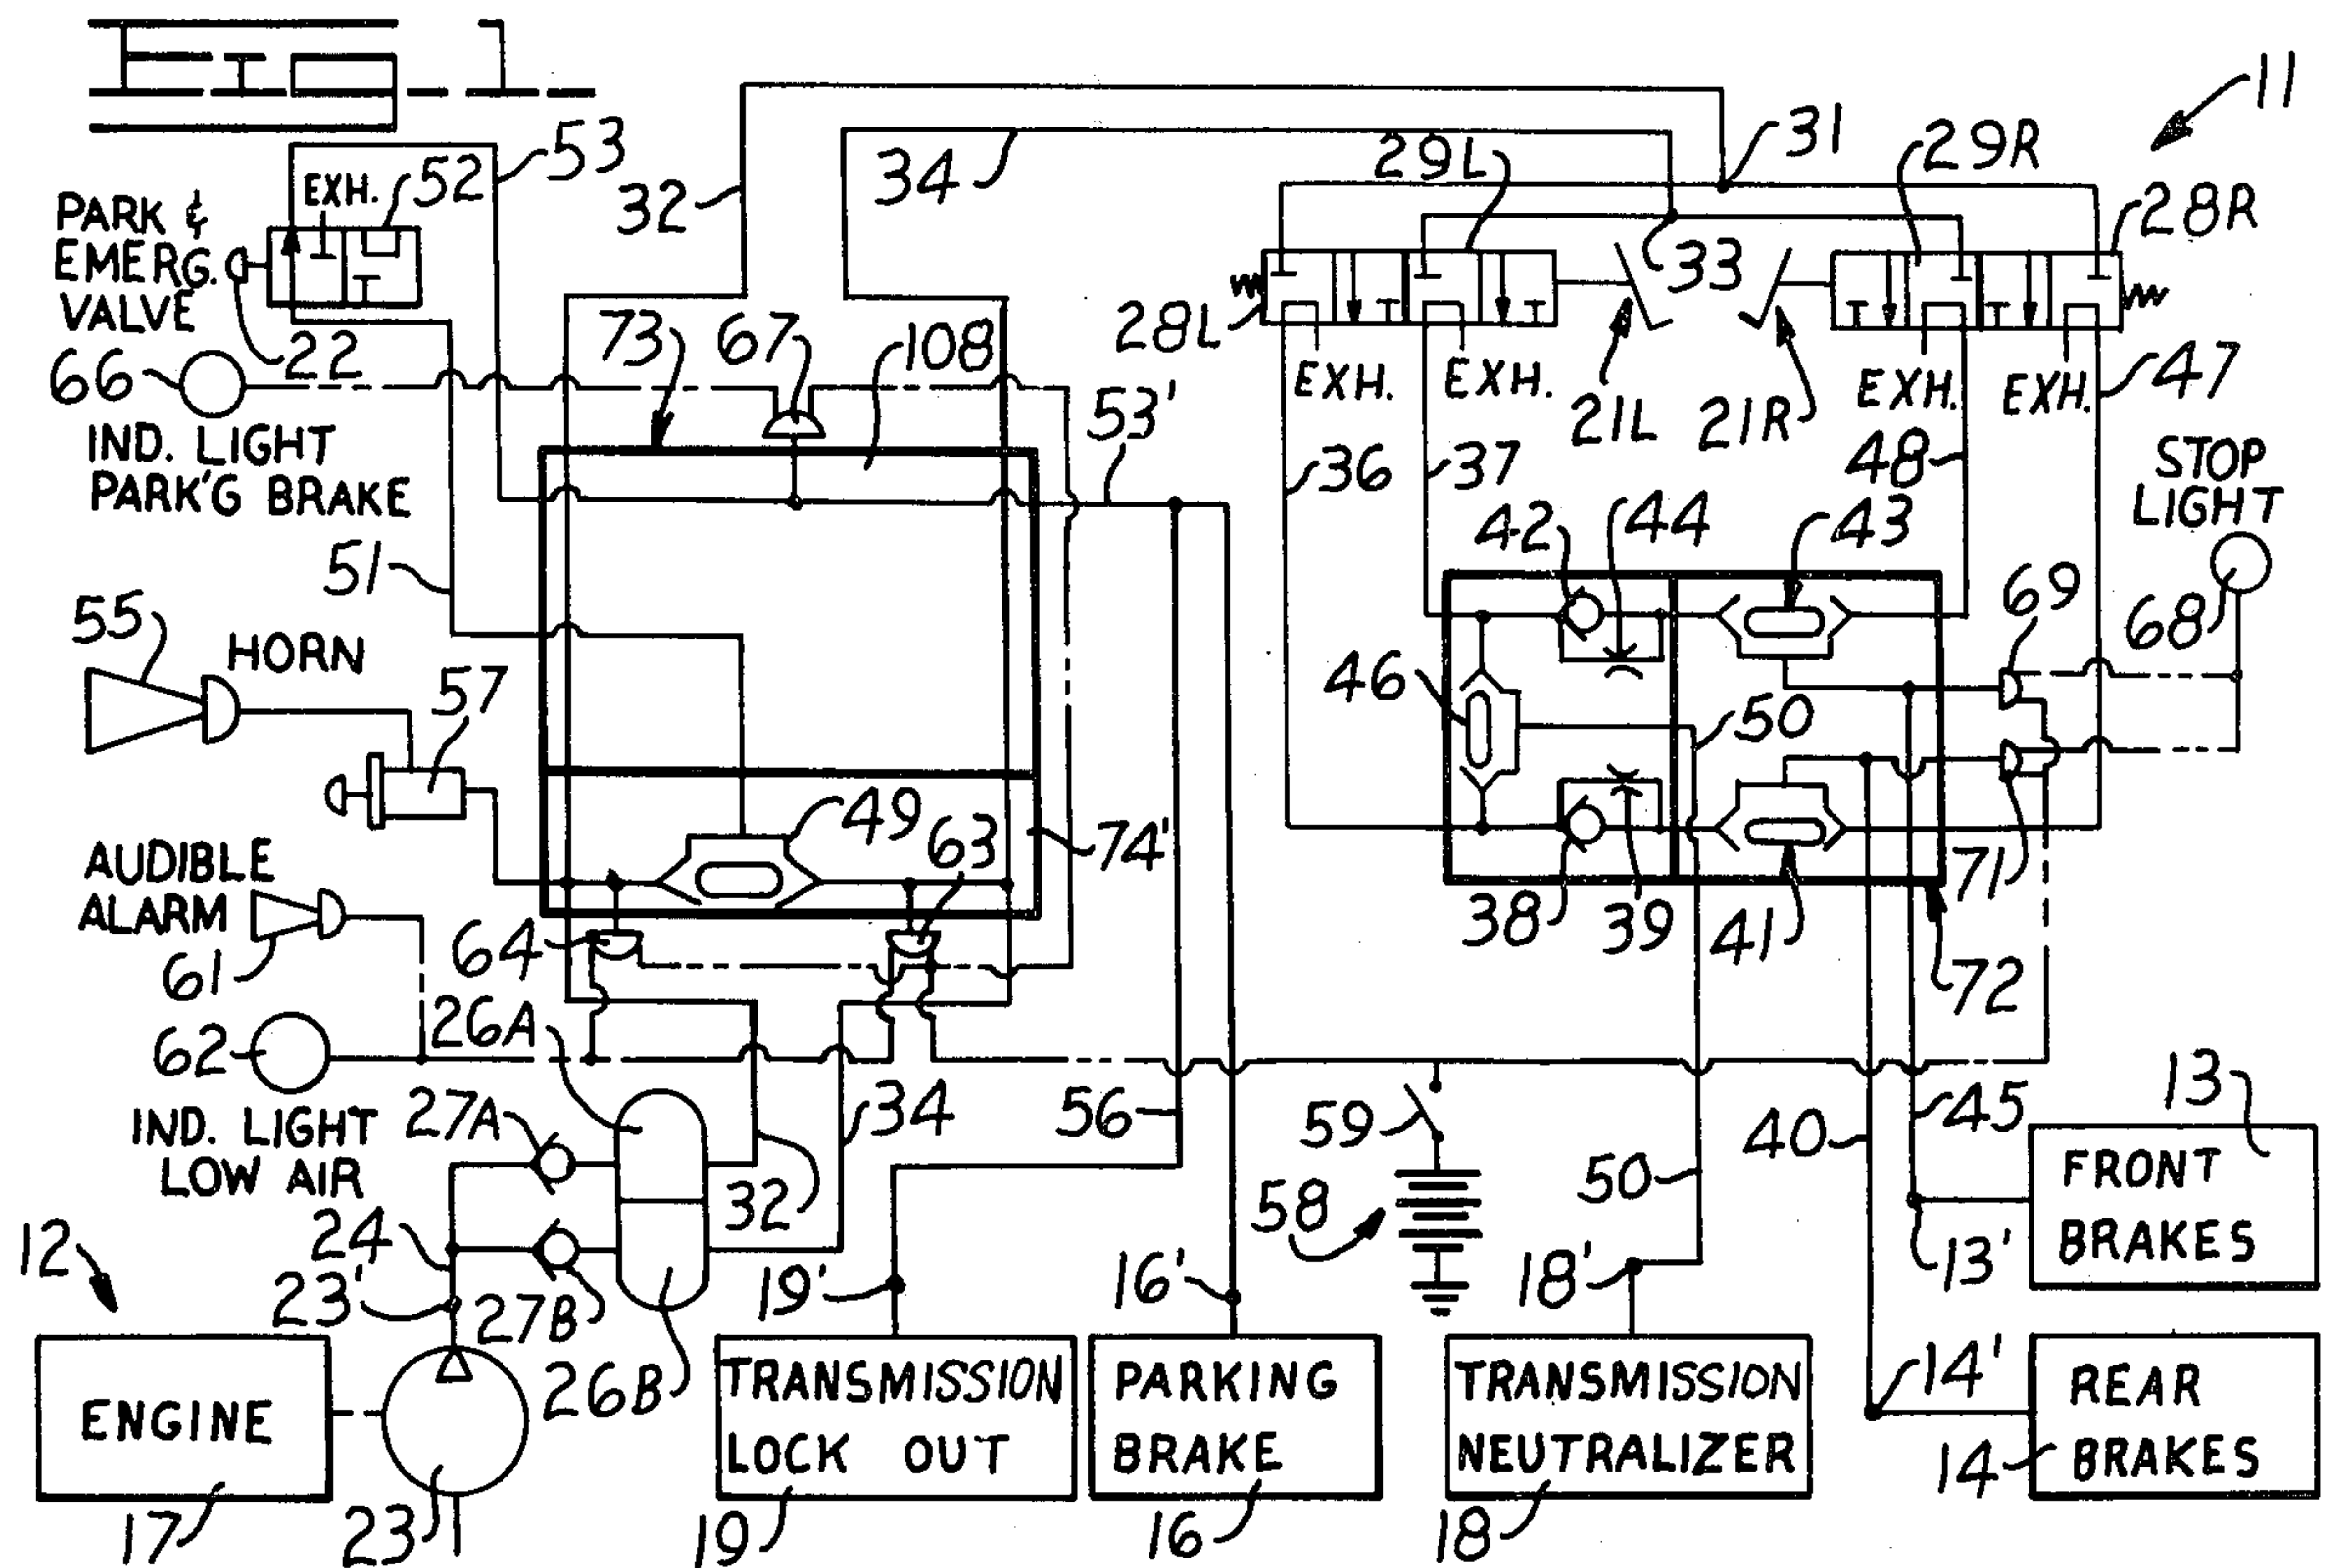 FIG. 1
11
31
53
29L
29R
34
32
EXH.
52
28R
PARK &
EMERG.
VALVE
33
28L
22
73
67
108
66
EXH.
EXH.
EXH.
EXH.
47
21L
21R
53'
IND. LIGHT
PARK'G BRAKE
36
37
48
STOP
LIGHT
42
44
43
51
69
68
55
HORN
57
46
50
49
63
74'
AUDIBLE
ALARM
71
38
39
41
64
61
72
26A
62
13
27A
34
56
59
40
45
IND. LIGHT
LOW AIR
FRONT
BRAKES
32
50
58
24
12
23'
27B
19'
16'
18'
13'
26B
14'
ENGINE
TRANSMISSION
LOCK OUT
PARKING
BRAKE
TRANSMISSION
NEUTRALIZER
REAR
BRAKES
14
17
23
19
16
18